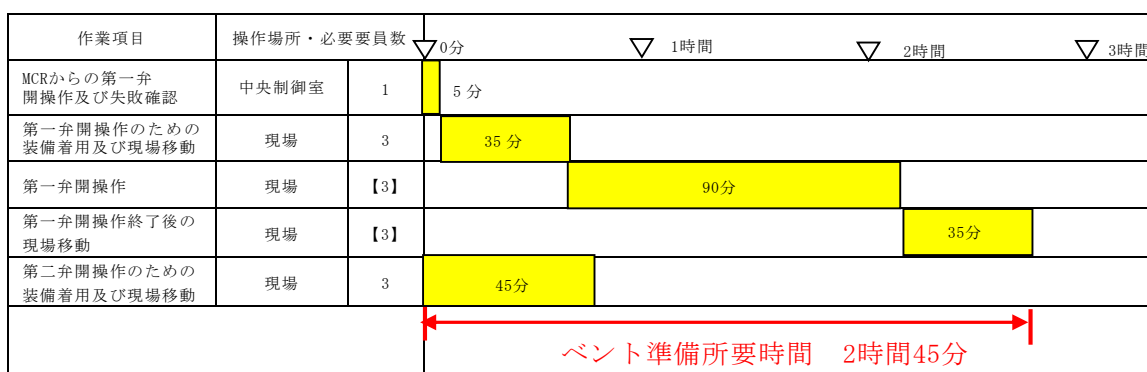 作業項目 操作場所・必要要員数 0分 1時間 2時間 3時間
MCRからの第一弁
開操作及び失敗確認 中央制御室 1 5分
第一弁開操作のための
装備着用及び現場移動 現場 3 35分
第一弁開操作 現場 【3】 90分
第一弁開操作終了後の
現場移動 現場 【3】 35分
第二弁開操作のための
装備着用及び現場移動 現場 3 45分
ベント準備所要時間 2時間45分